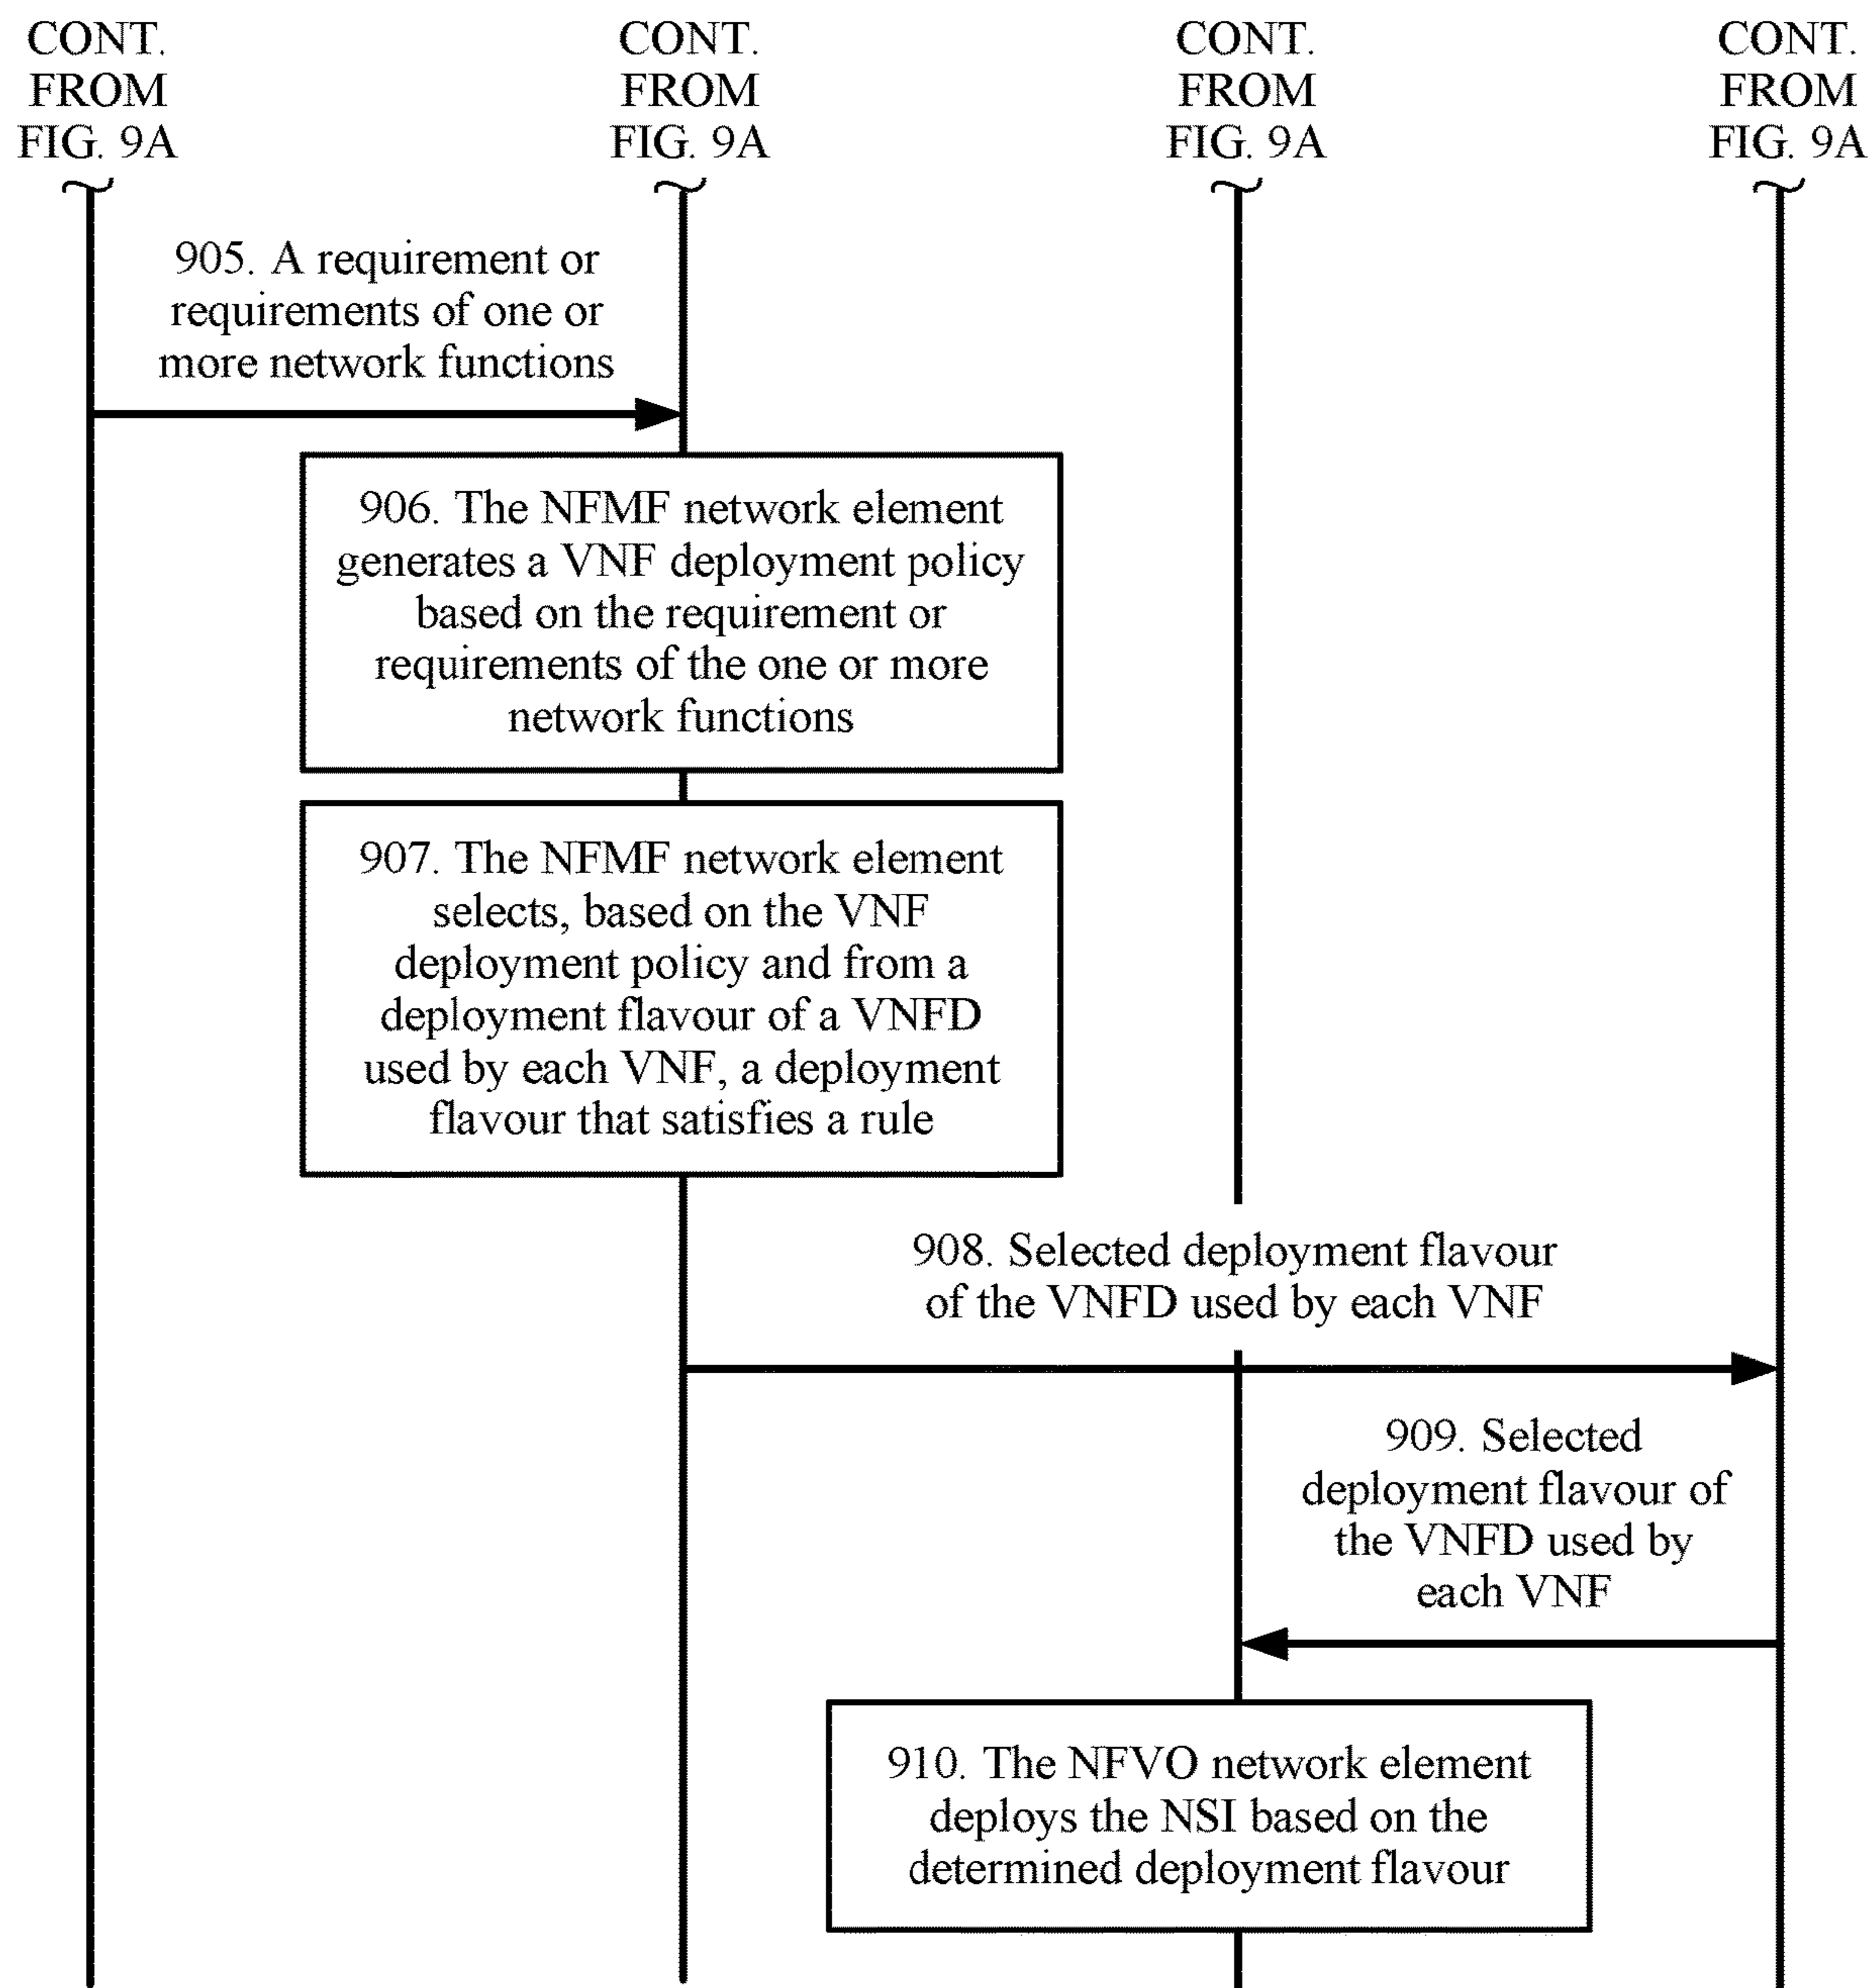 CONT.
FROM
FIG. 9A
CONT.
FROM
FIG. 9A
CONT.
FROM
FIG. 9A
CONT.
FROM
FIG. 9A
905. A requirement or
requirements of one or
more network functions
906. The NFMF network element
generates a VNF deployment policy
based on the requirement or
requirements of the one or more
network functions
907. The NFMF network element
selects, based on the VNF
deployment policy and from a
deployment flavour of a VNFD
used by each VNF, a deployment
flavour that satisfies a rule
908. Selected deployment flavour
of the VNFD used by each VNF
909. Selected
deployment flavour of
the VNFD used by
each VNF
910. The NFVO network element
deploys the NSI based on the
determined deployment flavour